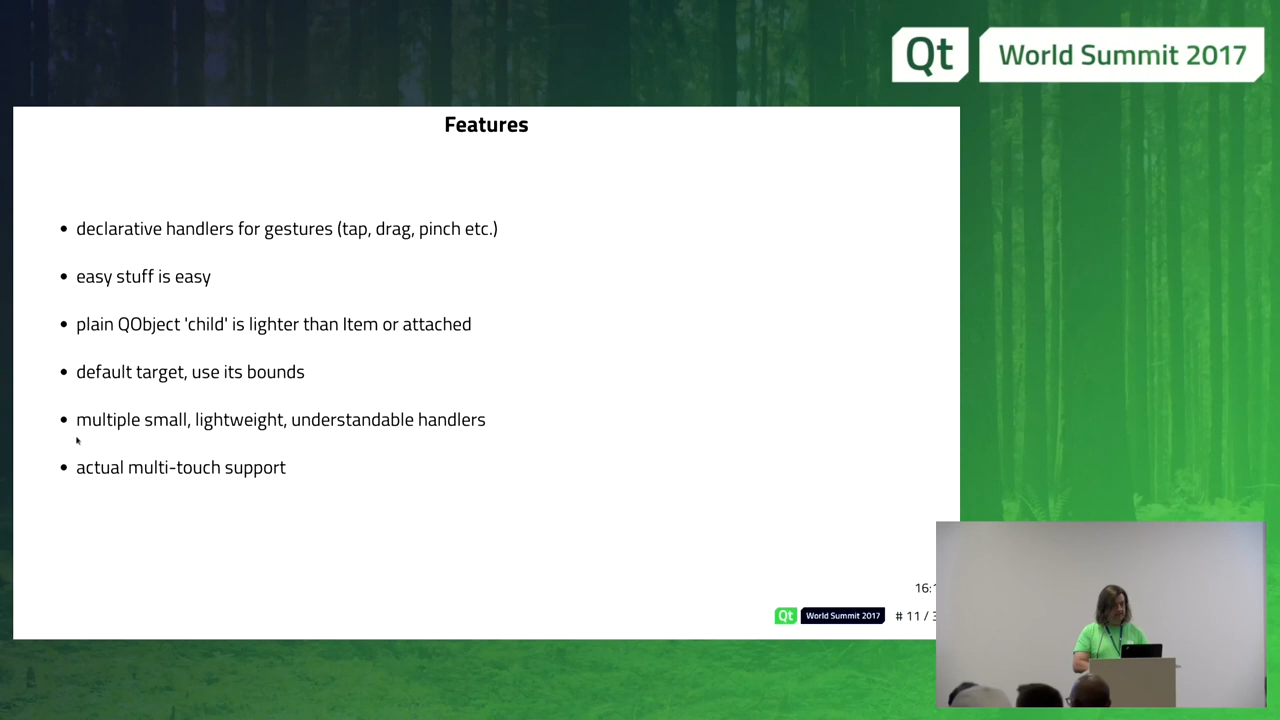 Qt World Summit 2017
Features
• declarative handlers for gestures (tap, drag, pinch etc.)
• easy stuff is easy
• plain QObject 'child' is lighter than Item or attached
• default target, use its bounds
• multiple small, lightweight, understandable handlers
• actual multi-touch support
16:1
Qt World Summit 2017 # 11 / 3